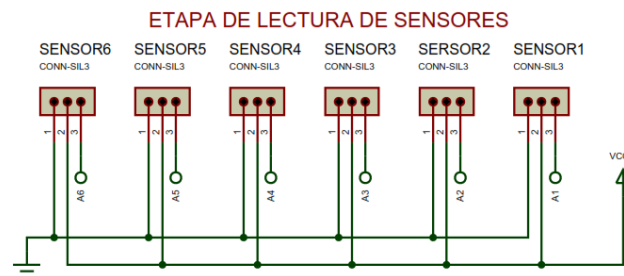 ETAPA DE LECTURA DE SENSORES
SENSOR6 SENSOR5 SENSOR4 SENSOR3 SERSOR2 SENSOR1
CONN-SIL3 CONN-SIL3 CONN-SIL3 CONN-SIL3 CONN-SIL3 CONN-SIL3
1 2 3 1 2 3 1 2 3 1 2 3 1 2 3 1 2 3
VCC
A6 A5 A4 A3 A2 A1